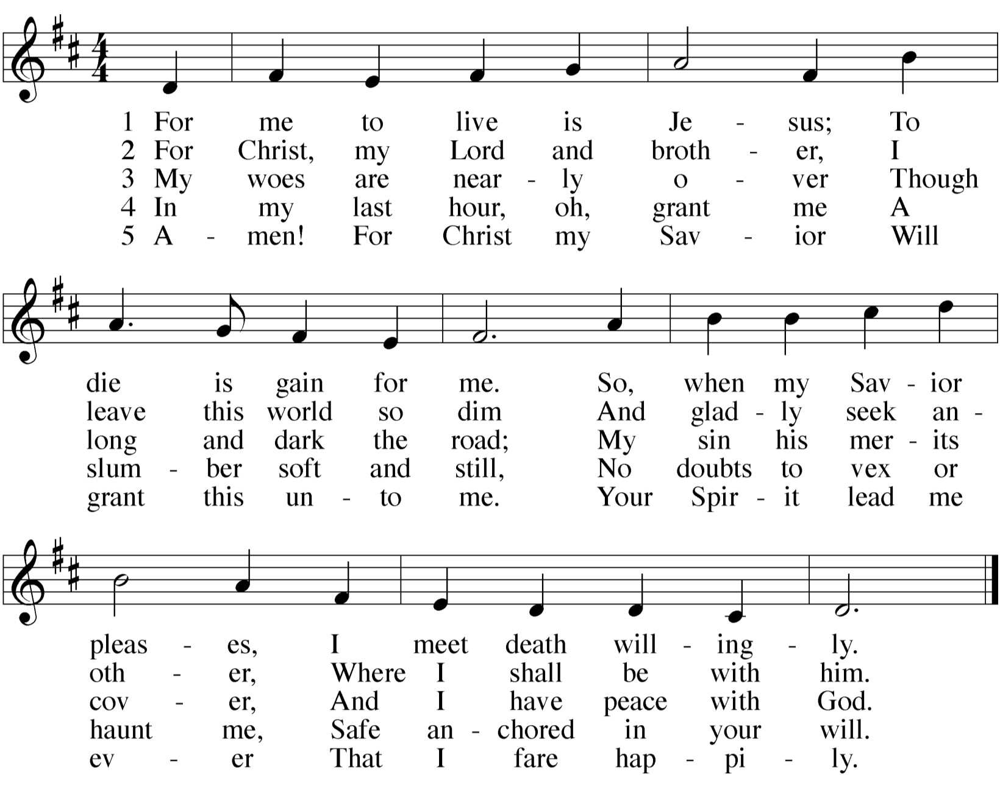 4
4
1 For me to live is Je - sus; To
2 For Christ, my Lord and broth - er, I
3 My woes are near - ly o - ver Though
4 In my last hour, oh, grant me A
5 A - men! For Christ my Sav - ior Will
die is gain for me. So, when my Sav - ior
leave this world so dim And glad - ly seek an -
long and dark the road; My sin his mer - its
slum - ber soft and still, No doubts to vex or
grant this un - to me. Your Spir - it lead me
pleas - es, I meet death will - ing - ly.
oth - er, Where I shall be with him.
cov - er, And I have peace with God.
haunt me, Safe an - chored in your will.
ev - er That I fare hap - pi - ly.